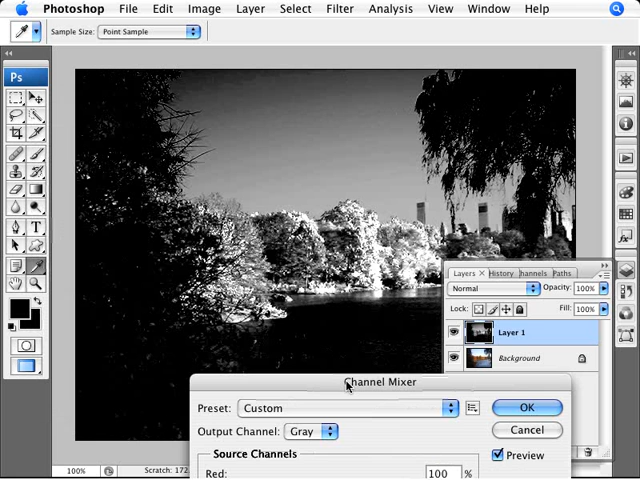 Photoshop File Edit Image Layer Select Filter Analysis View Window Help
Sample Size: Point Sample
Ps
Layers × History Channels Paths
Normal Opacity: 100%
Lock: Fill: 100%
Layer 1
Background
Channel Mixer
Preset: Custom OK
Output Channel: Gray Cancel
Source Channels Preview
Red: 100 %
100% Scratch: 172.